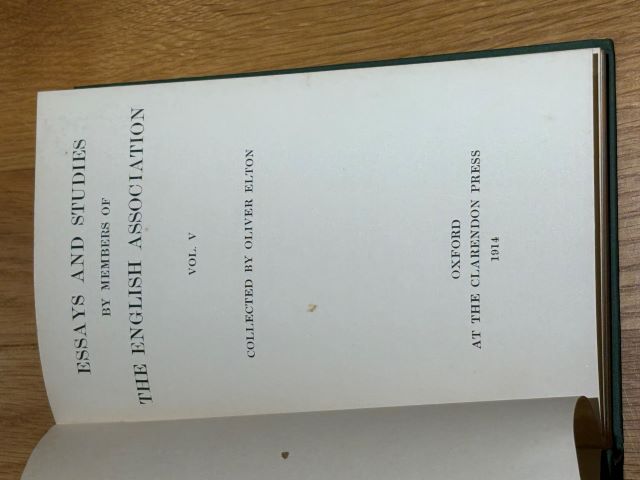 ESSAYS AND STUDIES
BY MEMBERS OF
THE ENGLISH ASSOCIATION
VOL. V
COLLECTED BY OLIVER ELTON
OXFORD
AT THE CLARENDON PRESS
1914